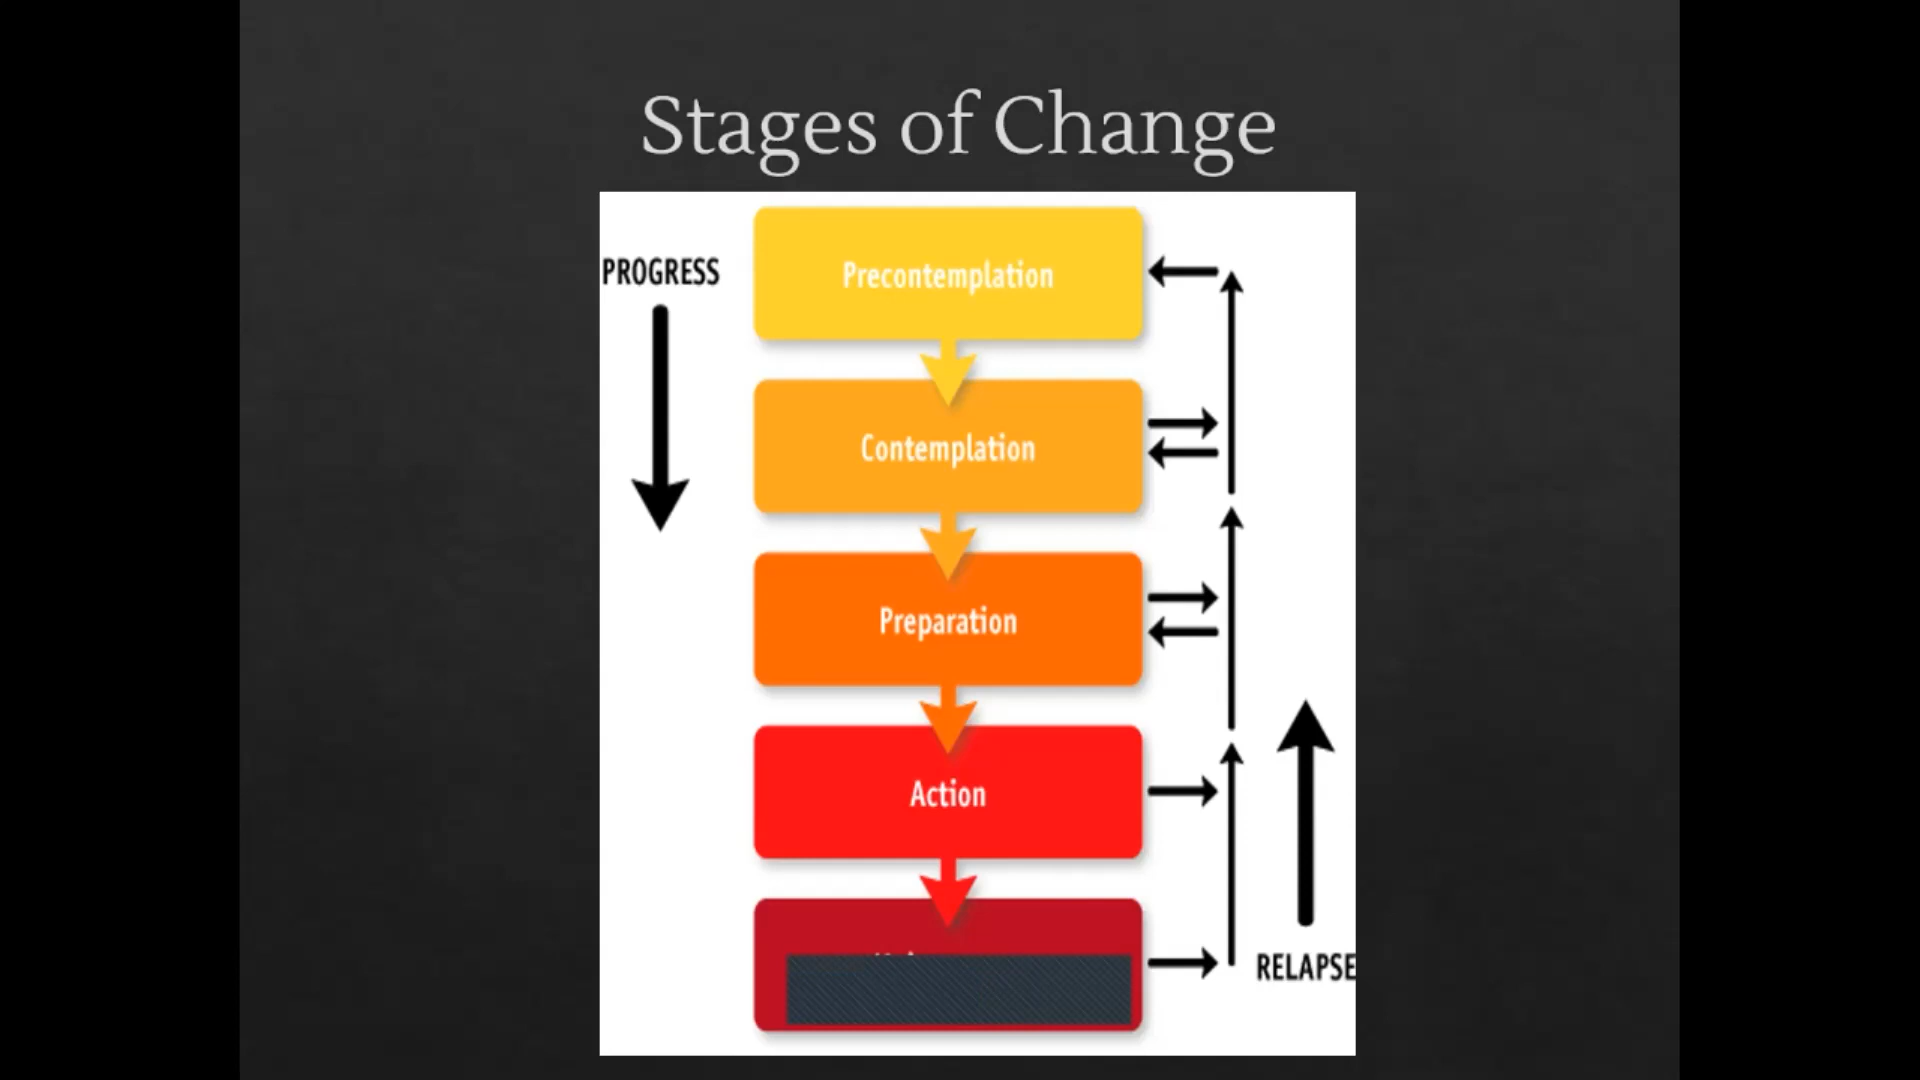 Stages of Change
PROGRESS
Precontemplation
Contemplation
Preparation
Action
RELAPSE